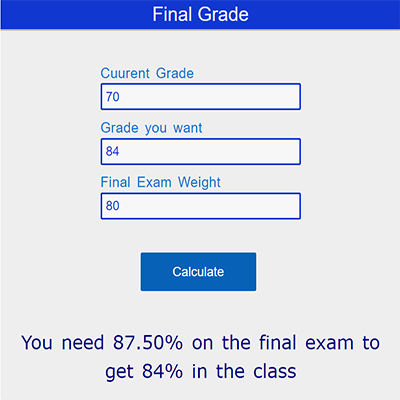 Final Grade
Cuurent Grade
70
Grade you want
84
Final Exam Weight
80
Calculate
You need 87.50% on the final exam to
get 84% in the class